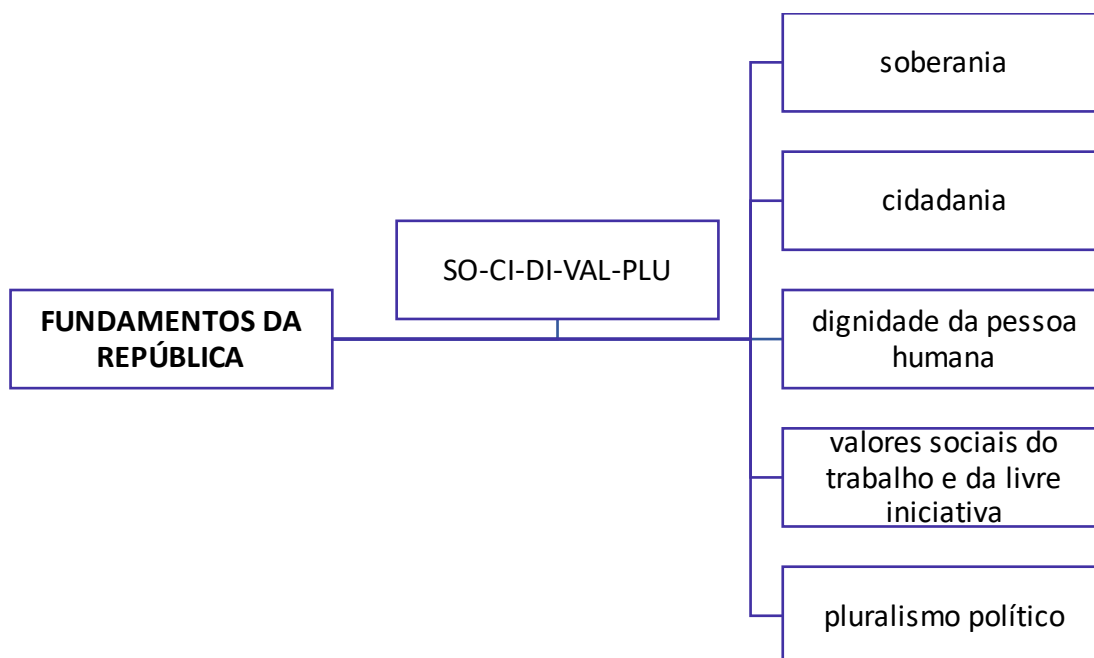 FUNDAMENTOS DA
REPÚBLICA
SO-CI-DI-VAL-PLU
soberania
cidadania
dignidade da pessoa
humana
valores sociais do
trabalho e da livre
iniciativa
pluralismo político